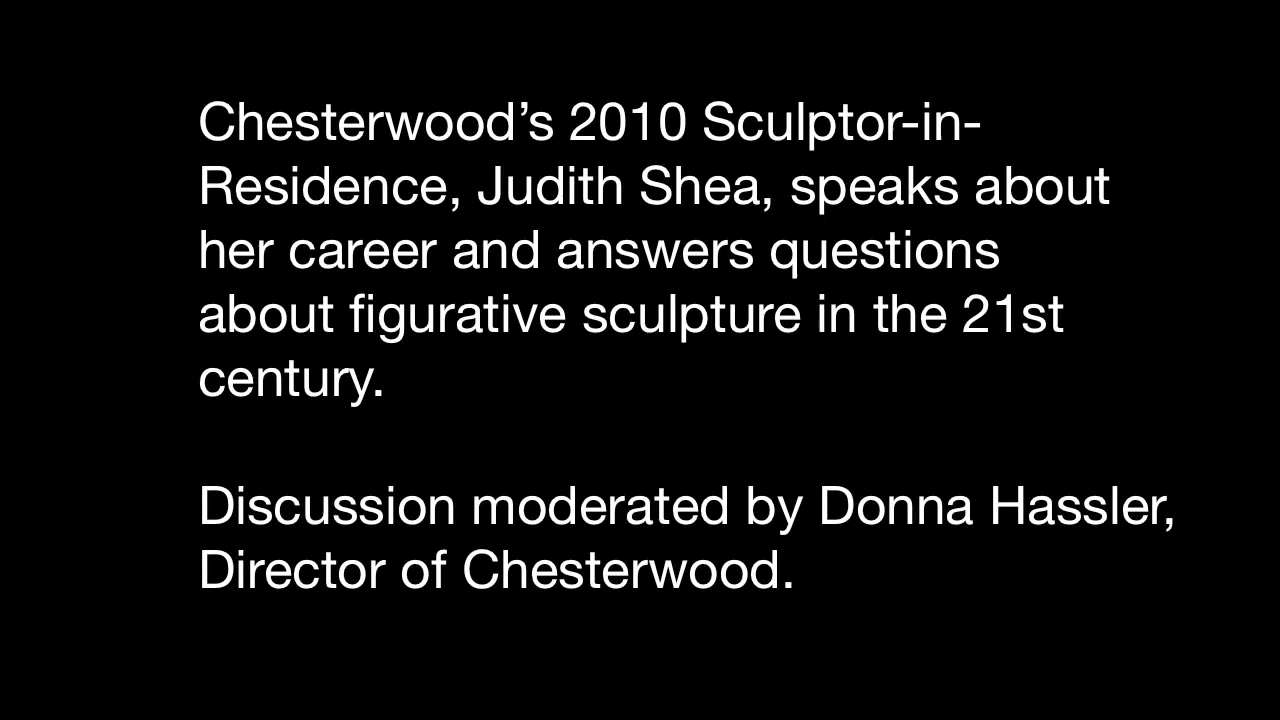 Chesterwood’s 2010 Sculptor-in-
Residence, Judith Shea, speaks about
her career and answers questions
about figurative sculpture in the 21st
century.
Discussion moderated by Donna Hassler,
Director of Chesterwood.